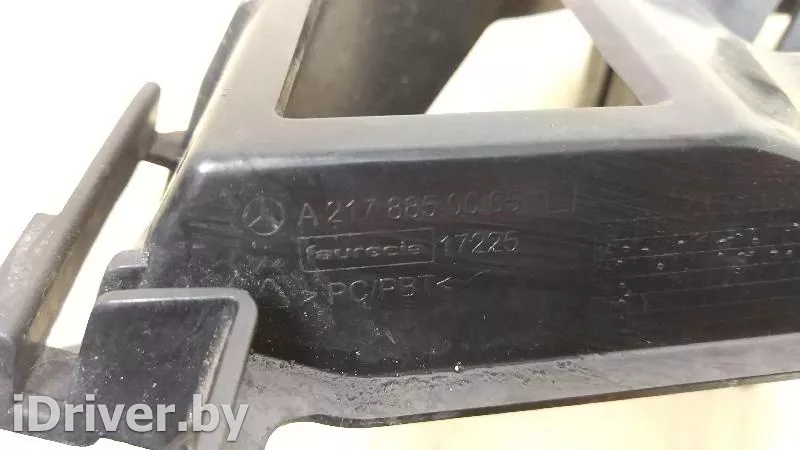 A 217 885 00 05
faurecia 17225
>PC/PBT<
iDriver.by